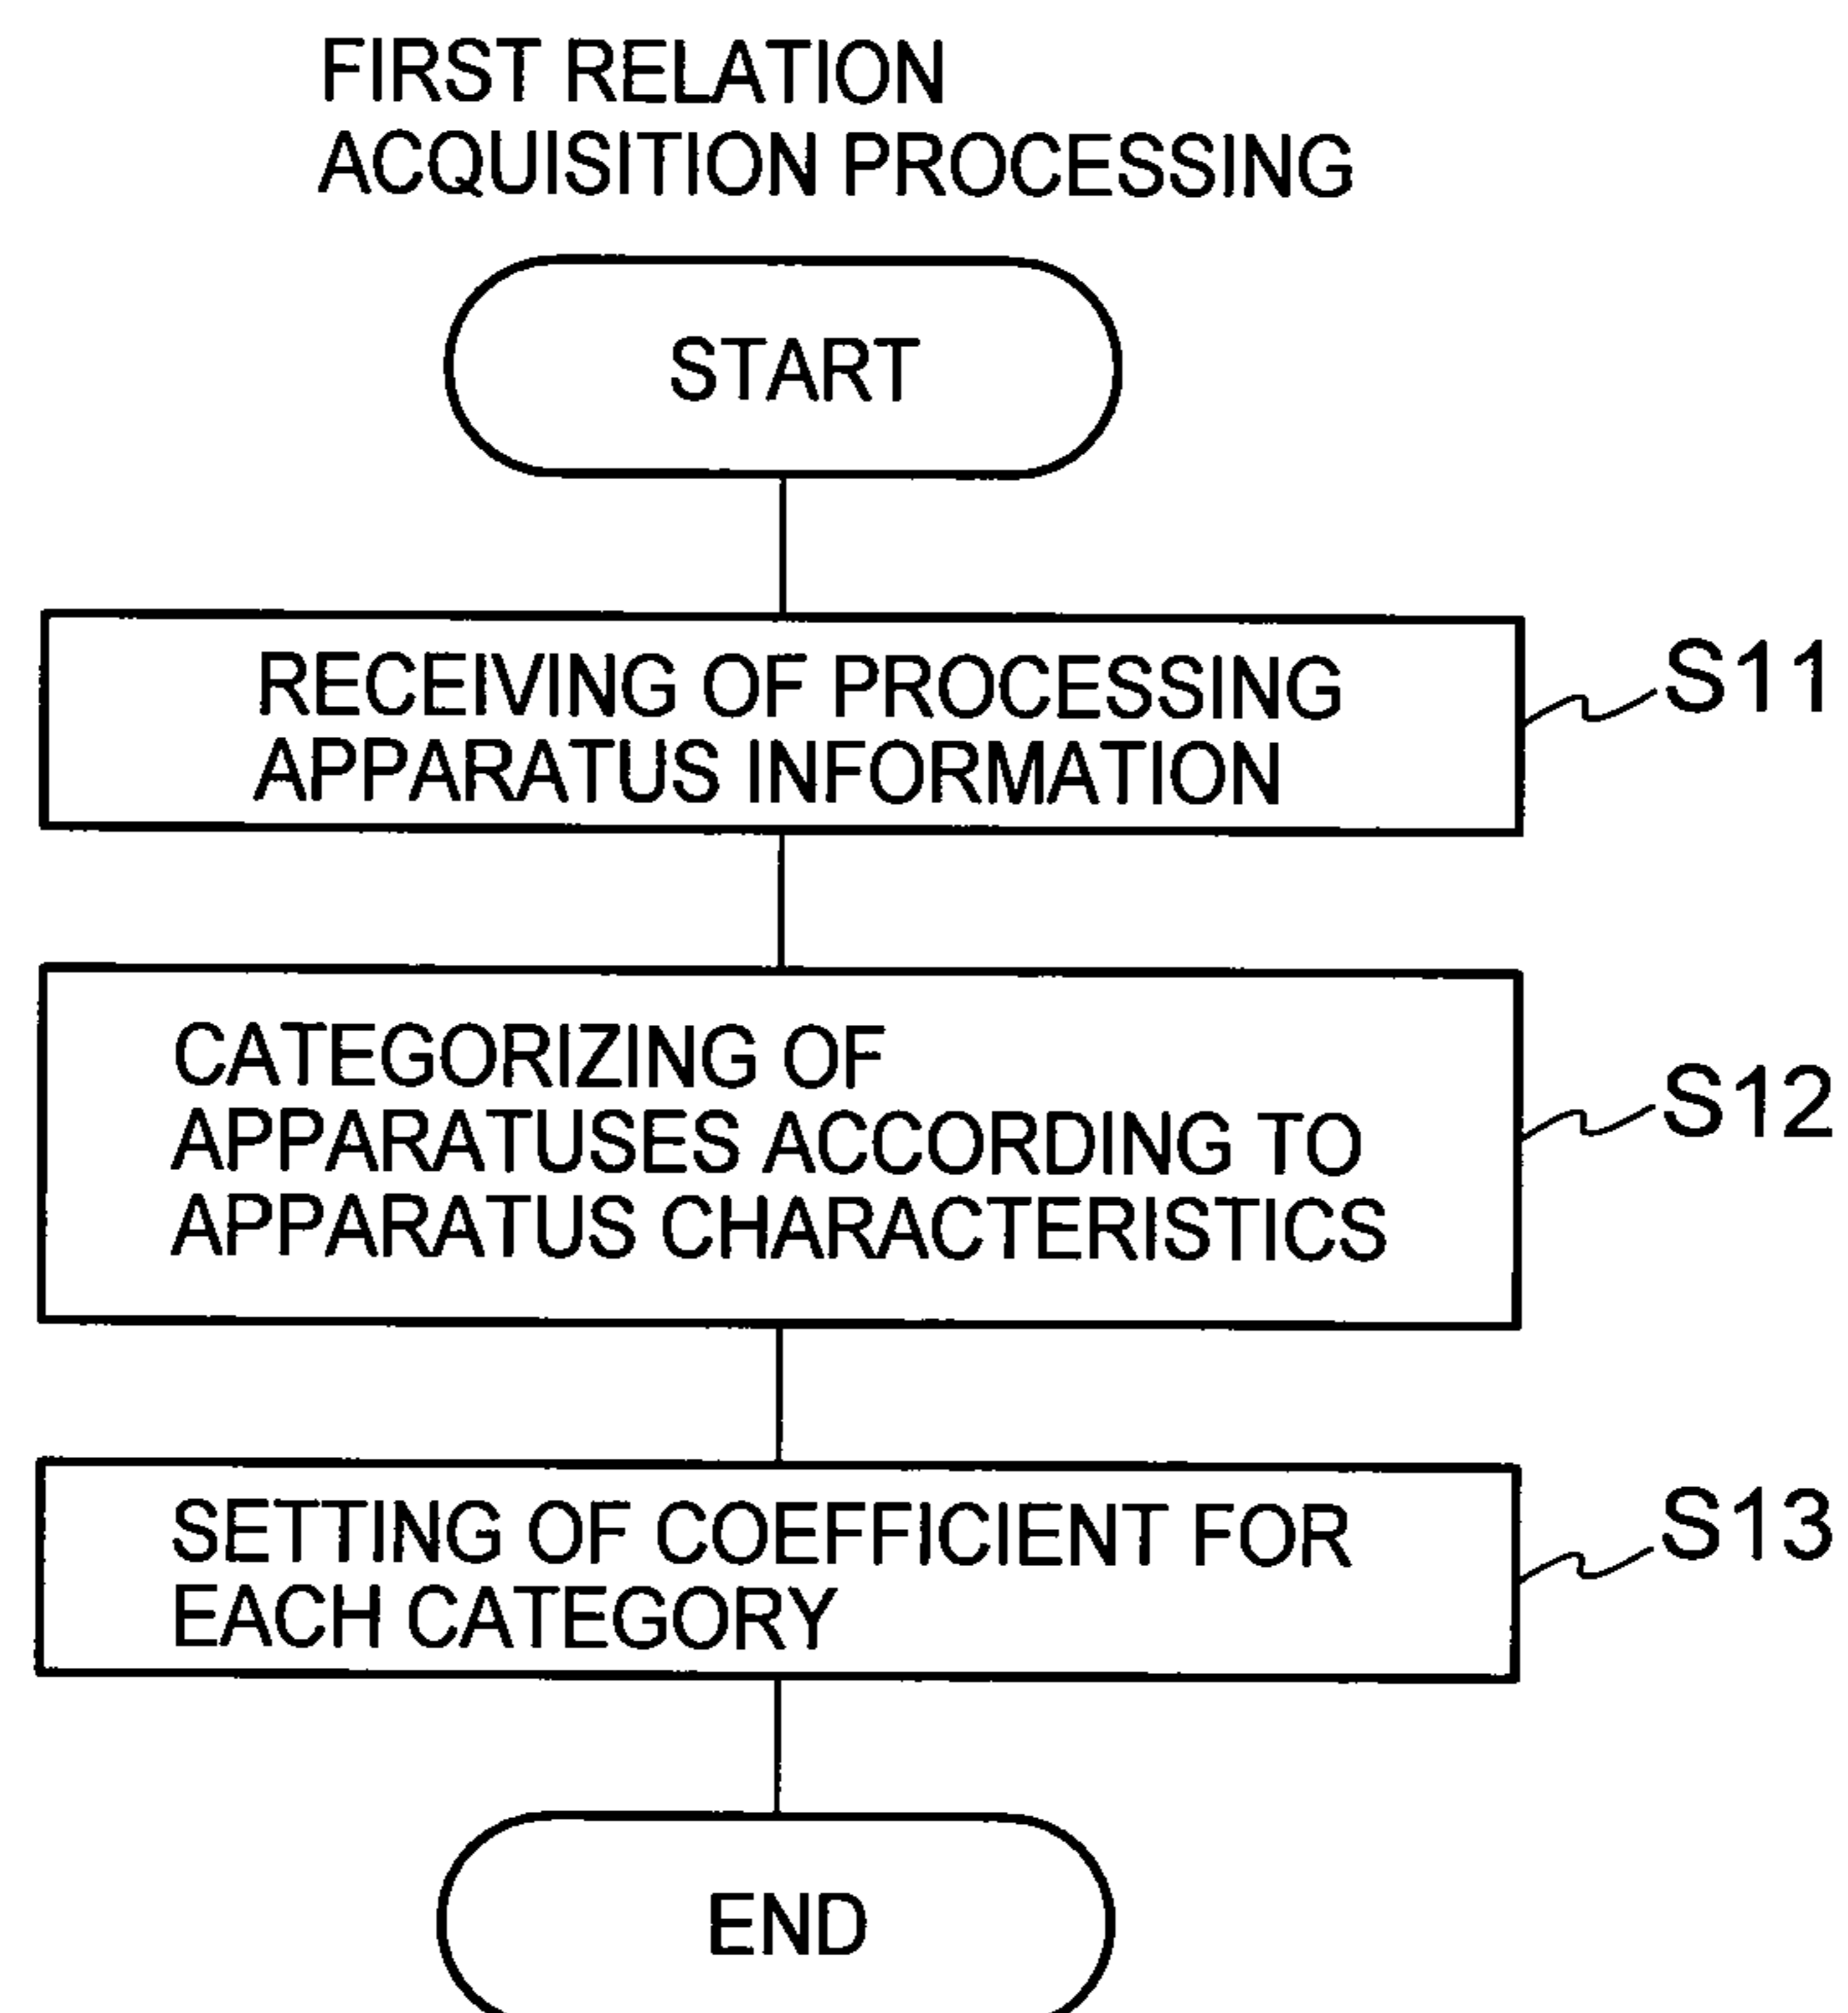 FIRST RELATION
ACQUISITION PROCESSING
START
RECEIVING OF PROCESSING
APPARATUS INFORMATION
S11
CATEGORIZING OF
APPARATUSES ACCORDING TO
APPARATUS CHARACTERISTICS
S12
SETTING OF COEFFICIENT FOR
EACH CATEGORY
S13
END